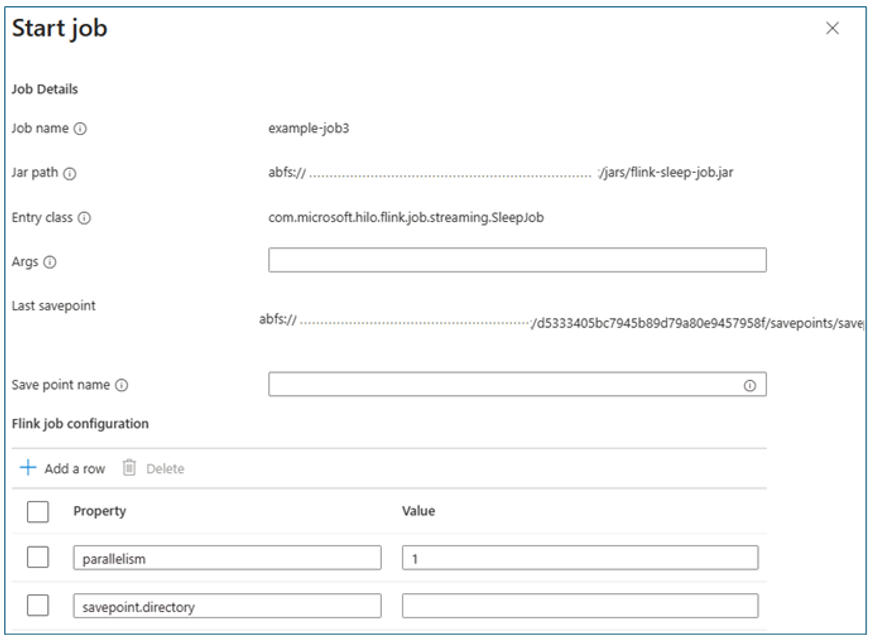 Start job
Job Details
Job name
example-job3
Jar path
abfs:// ........ :/jars/flink-sleep-job.jar
Entry class
com.microsoft.hilo.flink.job.streaming.SleepJob
Args
Last savepoint
abfs:// ........ :/d5333405bc7945b89d79a80e9457958f/savepoints/save
Save point name
Flink job configuration
Add a row Delete
Property Value
parallelism 1
savepoint.directory